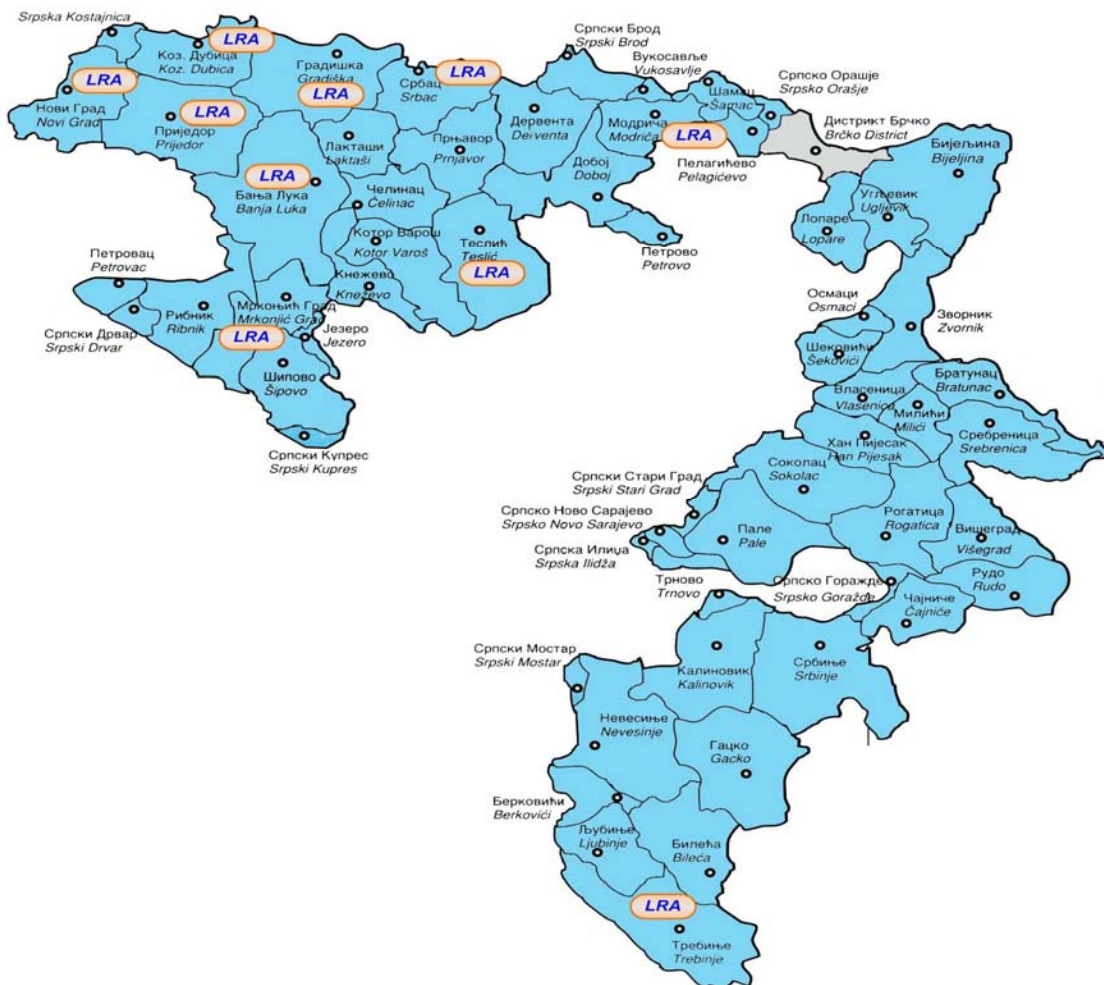 Srpska Kostajnica
Коз. Дубица
Koz. Dubica
LRA
Градишка
Gradiška
LRA
Србац
Srbac
LRA
Српски Брод
Srpski Brod
Вукосавље
Vukosavlje
Шамац
Šamac
Српско Орашје
Srpsko Orašje
LRA
Нови Град
Novi Grad
LRA
Приједор
Prijedor
Лакташи
Laktaši
Прњавор
Prnjavor
Дервента
Deiventa
Модрича
Modriča
LRA
Добој
Doboj
Пелагићево
Pelagićevo
Дистрикт Брчко
Brčko District
Бијељина
Bijeljina
LRA
Бања Лука
Banja Luka
Челинац
Čelinac
Угљевик
Ugljevik
Лопаре
Lopare
Котор Варош
Kotor Varoš
Теслић
Teslić
LRA
Петрово
Petrovo
Петровац
Petrovac
Кнежево
Kneževo
Рибник
Ribnik
Мркоњић Град
Mrkonjić Grad
Српски Дрвар
Srpski Drvar
LRA
Језеро
Jezero
Шипово
Šipovo
Српски Купрес
Srpski Kupres
Осмаци
Osmaci
Зворник
Zvornik
Шековићи
Šekovići
Братунац
Bratunac
Власеница
Vlasenica
Милићи
Milići
Сребреница
Srebrenica
Хан Пијесак
Han Pijesak
Соколац
Sokolac
Српски Стари Град
Srpski Stari Grad
Српско Ново Сарајево
Srpsko Novo Sarajevo
Рогатица
Rogatica
Вишеград
Višegrad
Пале
Pale
Српска Илиџа
Srpska Ilidža
Трново
Trnovo
Српско Горажде
Srpsko Goražde
Рудо
Rudo
Чајниче
Čajniče
Српски Мостар
Srpski Mostar
Калиновик
Kalinovik
Србиње
Srbinje
Невесиње
Nevesinje
Гацко
Gacko
Берковићи
Berkovići
Љубиње
Ljubinje
Билећа
Bileća
LRA
Требиње
Trebinje